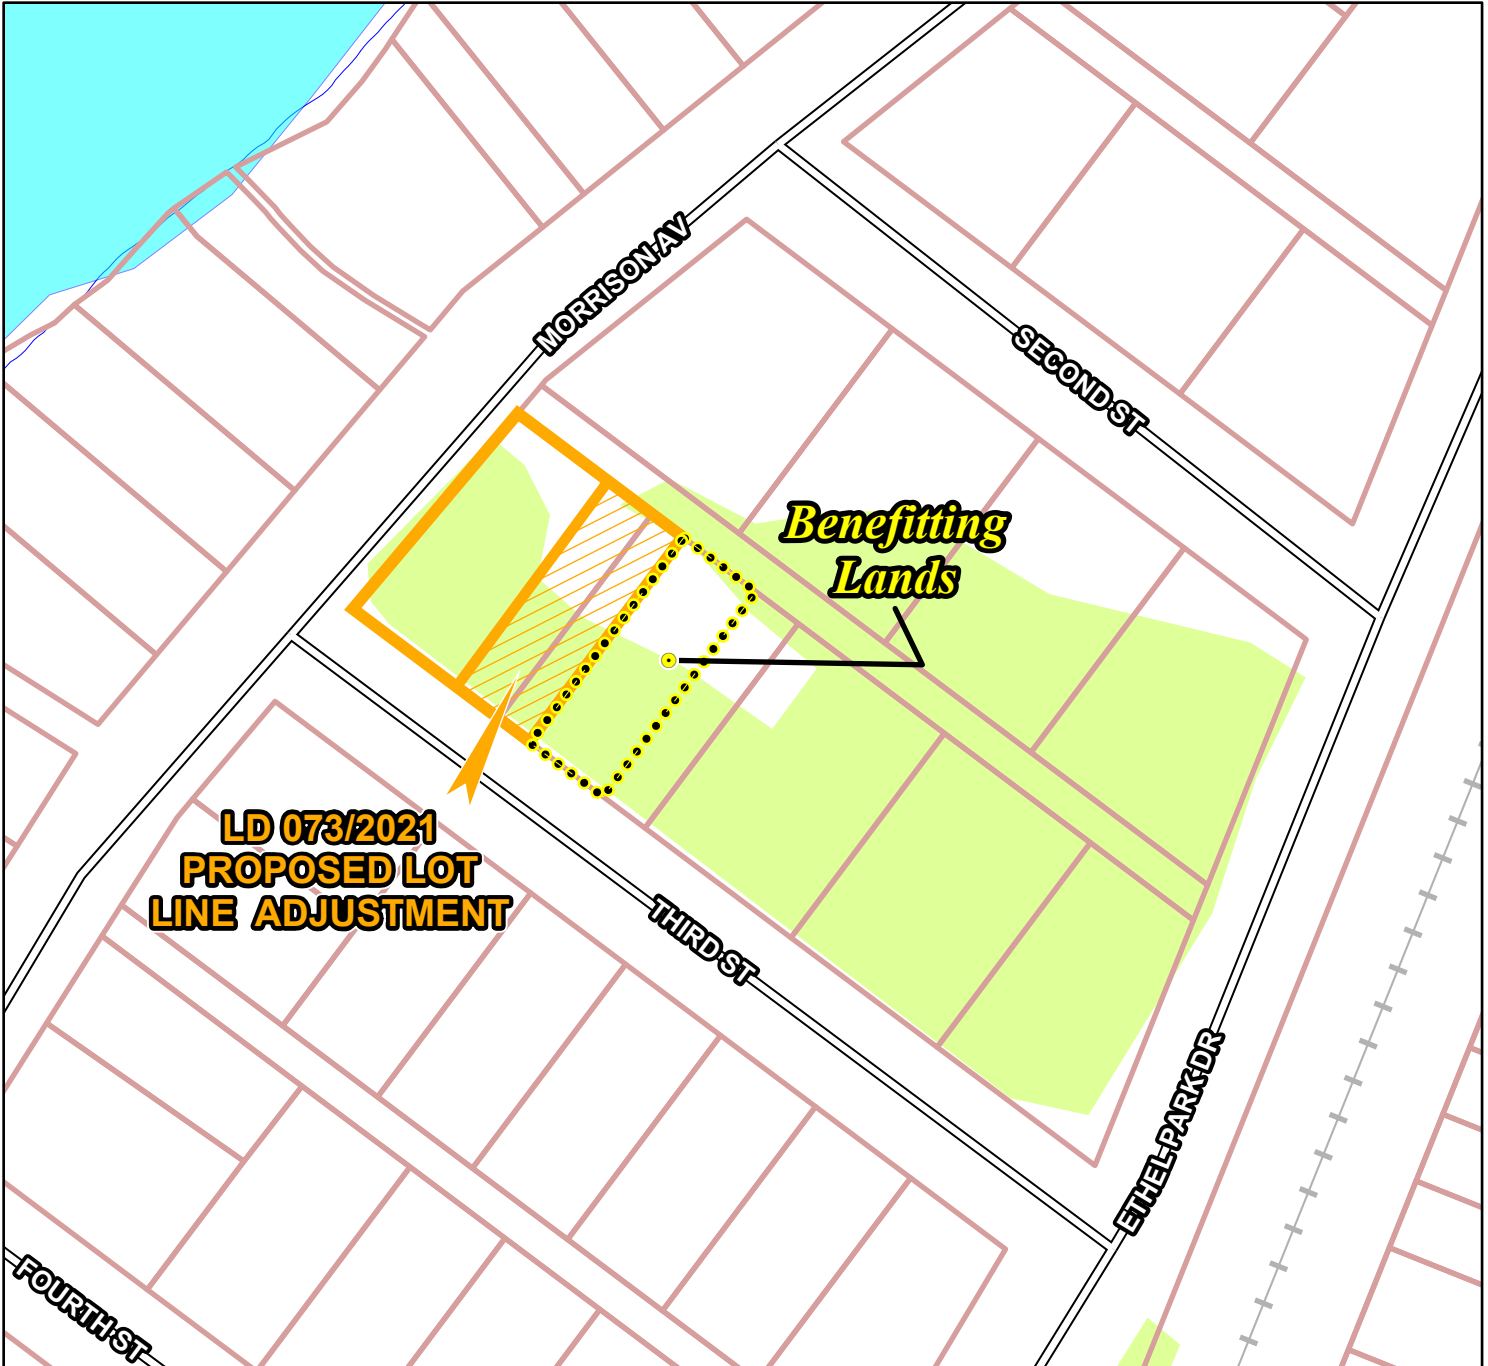 MORRISON AV
SECOND ST
Benefitting
Lands
LD 073/2021
PROPOSED LOT
LINE ADJUSTMENT
THIRD ST
ETHEL PARK DR
FOURTH ST